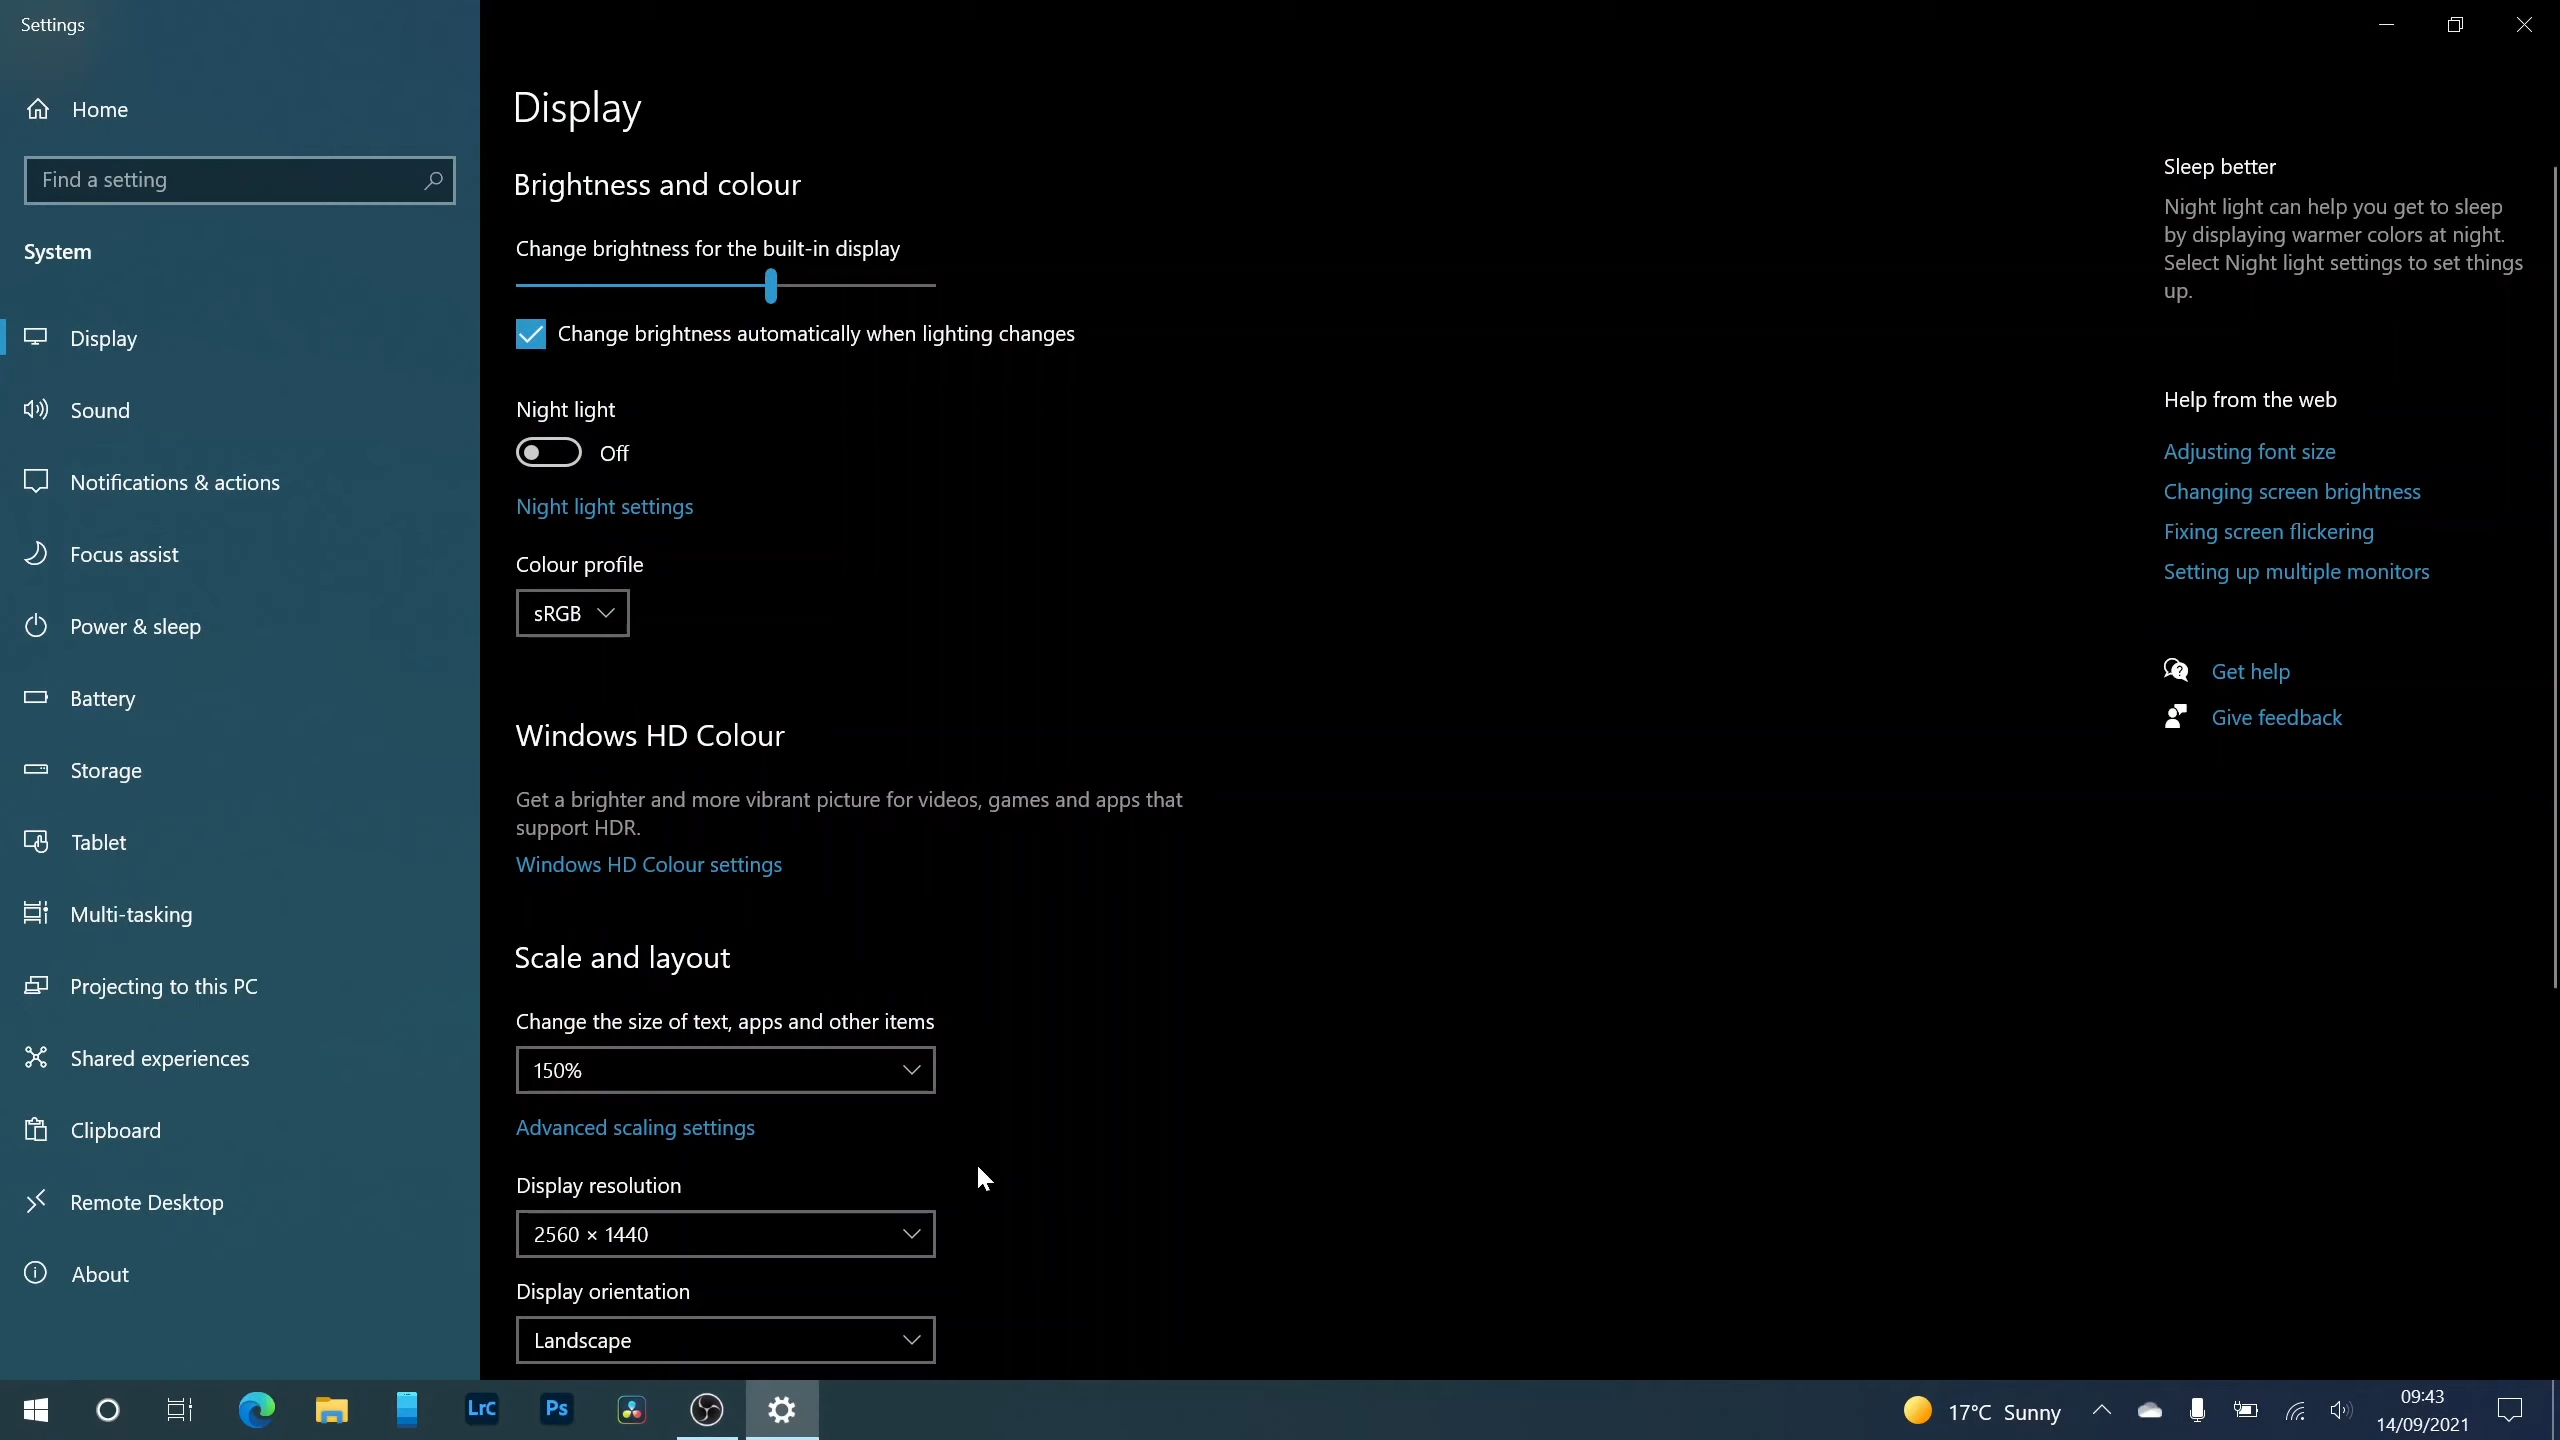 Settings
Home
Find a setting
System
Display
Sound
Notifications & actions
Focus assist
Power & sleep
Battery
Storage
Tablet
Multi-tasking
Projecting to this PC
Shared experiences
Clipboard
Remote Desktop
About
Display
Brightness and colour
Change brightness for the built-in display
Change brightness automatically when lighting changes
Night light
Off
Night light settings
Colour profile
sRGB
Windows HD Colour
Get a brighter and more vibrant picture for videos, games and apps that
support HDR.
Windows HD Colour settings
Scale and layout
Change the size of text, apps and other items
150%
Advanced scaling settings
Display resolution
2560 × 1440
Display orientation
Landscape
Sleep better
Night light can help you get to sleep
by displaying warmer colors at night.
Select Night light settings to set things
up.
Help from the web
Adjusting font size
Changing screen brightness
Fixing screen flickering
Setting up multiple monitors
Get help
Give feedback
LrC
Ps
17°C Sunny
09:43
14/09/2021